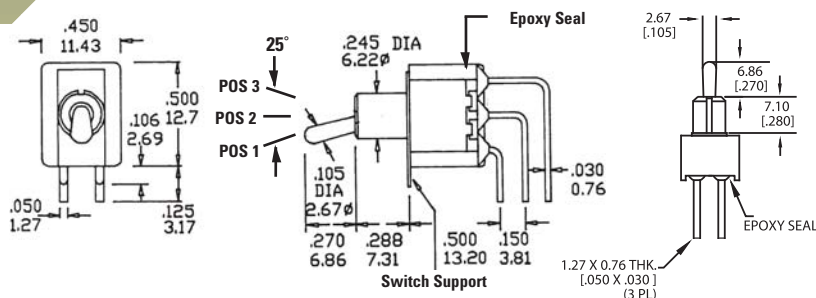 .450
11.43
.500
12.7
.106
2.69
.050
1.27
.125
3.17
25°
POS 3
POS 2
POS 1
.245 DIA
6.22ø
Epoxy Seal
.105
DIA
2.67ø
.270
6.86
.288
7.31
.500
13.20
.150
3.81
.030
0.76
Switch Support
2.67
[.105]
6.86
[.270]
7.10
[.280]
EPOXY SEAL
1.27 X 0.76 THK.
[.050 X .030 ]
(3 PL)